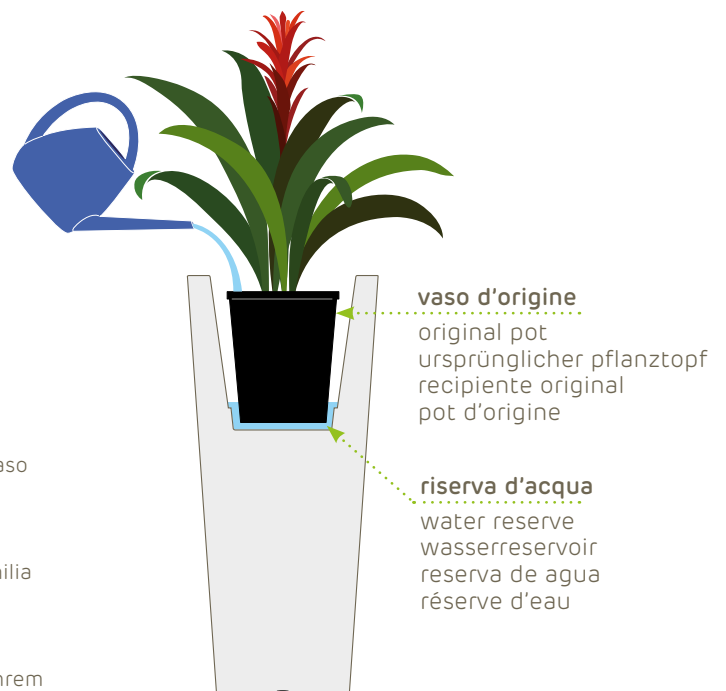 vaso d'origine
original pot
ursprünglicher pflanztopf
recipiente original
pot d'origine
riserva d'acqua
water reserve
wasserreservoir
reserva de agua
réserve d'eau